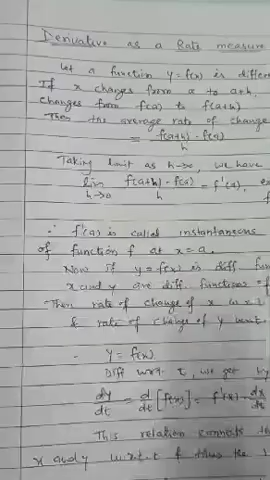 Derivative as a Rate measure
Let a function y = f(x) is differ
If x changes from a to a+h,
changes from f(a) to f(a+h)
Then the average rate of change
= f(a+h) - f(a) / h
Taking limit as h→0, we have
lim h→0 f(a+h) - f(a) / h = f'(a),
∴ f'(a) is called instantaneous
of function f at x = a.
Now if y = f(x) is diff fun
x and y are diff. functions of
Then rate of change of x w.r.t
& rate of change of y w.r.t.
∴ y = f(x)
Diff w.r.t t, we get by
dy/dt = d/dt [f(x)] = f'(x) · dx/dt
This relation connects
x and y w.r.t t & thus the